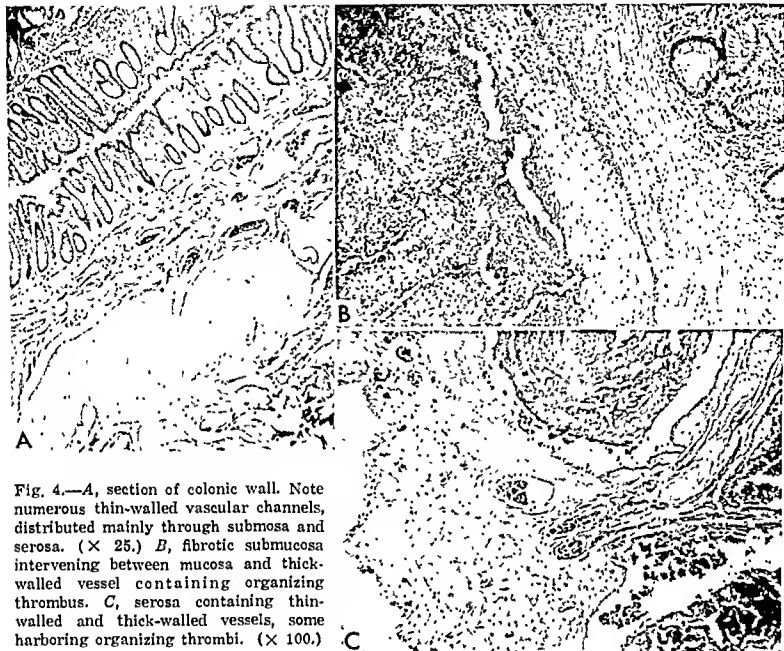 A
B
C
Fig. 4.—A, section of colonic wall. Note
numerous thin-walled vascular channels,
distributed mainly through submosa and
serosa. (× 25.) B, fibrotic submucosa
intervening between mucosa and thick-
walled vessel containing organizing
thrombus. C, serosa containing thin-
walled and thick-walled vessels, some
harboring organizing thrombi. (× 100.)